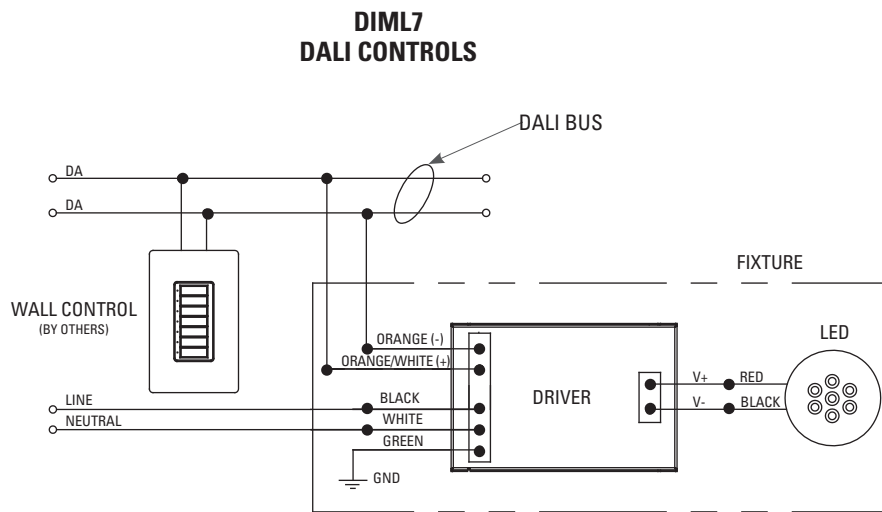 DIML7
DALI CONTROLS
DALI BUS
DA
DA
FIXTURE
WALL CONTROL
(BY OTHERS)
ORANGE (-)
ORANGE/WHITE (+)
LED
DRIVER
V+ RED
V- BLACK
LINE
BLACK
NEUTRAL
WHITE
GREEN
GND